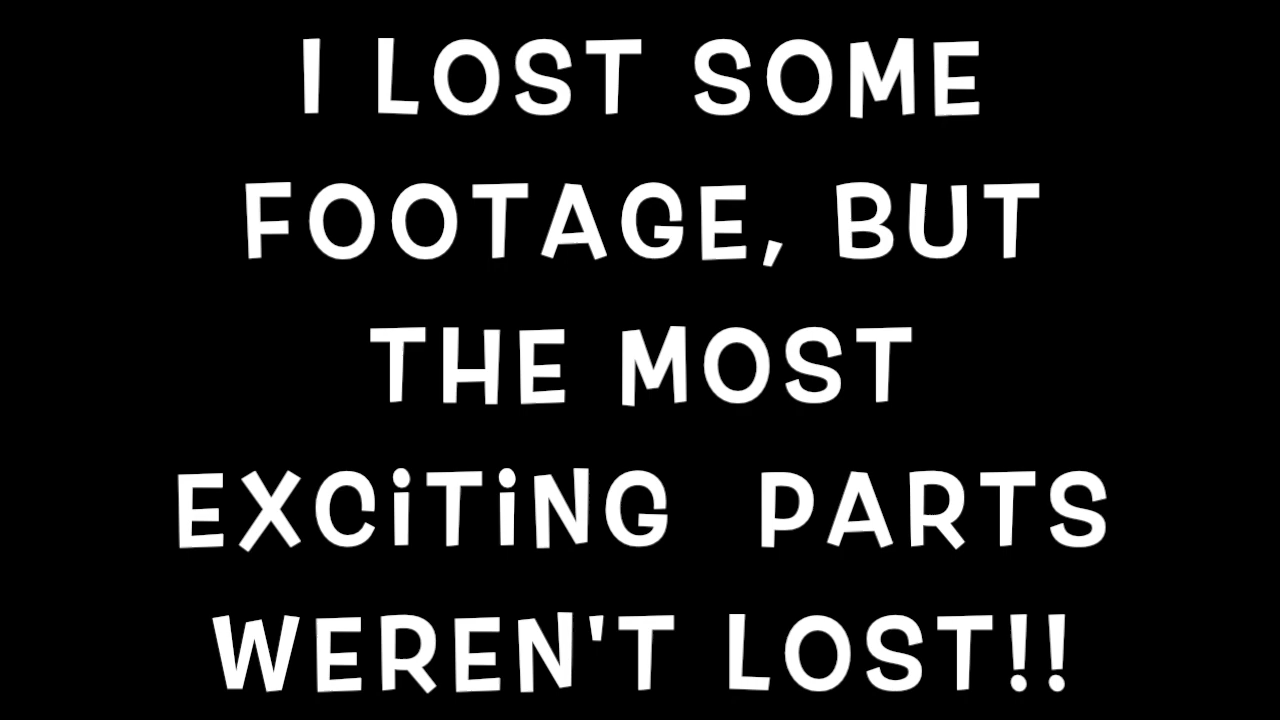 I LOST SOME
FOOTAGE, BUT
THE MOST
EXCiTiNG  PARTS
WEREN'T LOST!!